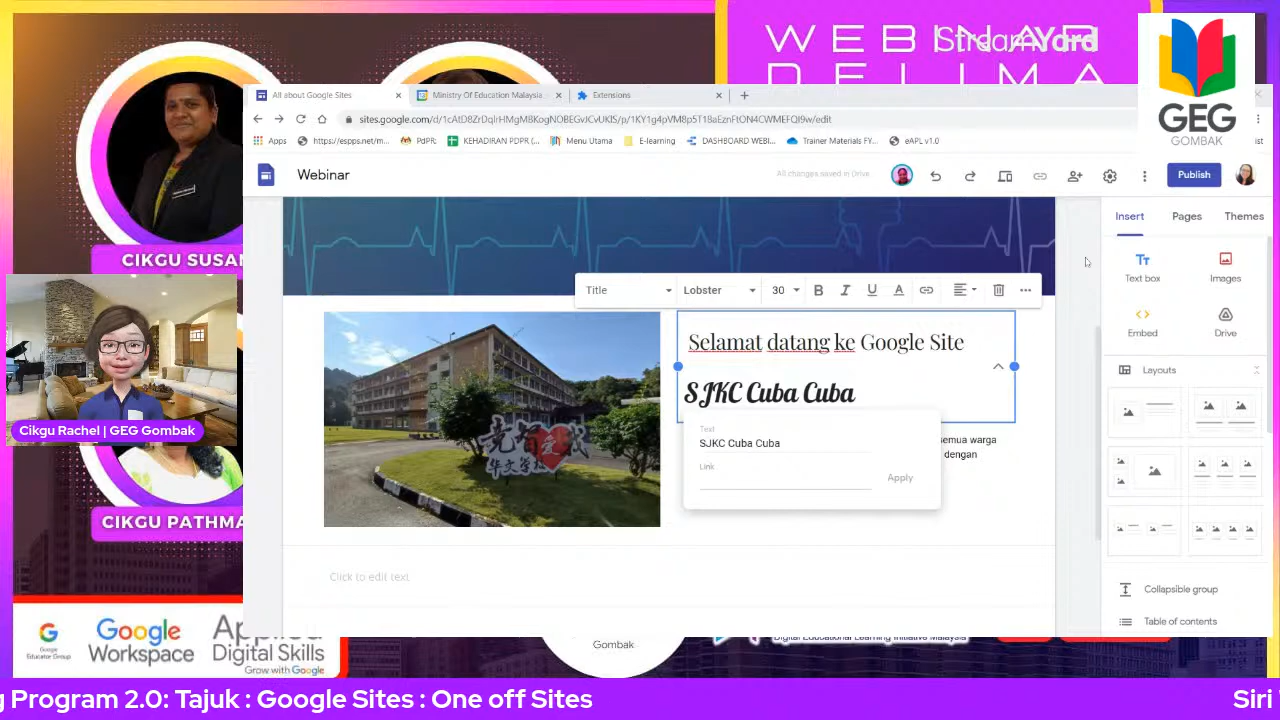 WEBINAR
DELIMA
StreamYard
GEG
GOMBAK
All about Google Sites
Ministry Of Education Malaysia
Extensions
sites.google.com/d/1cAtD7ZrDqIrHMgMBKogNOBEGvJCvUKlS/p/1KY1g4pVM8p5T18aEznFtON4CWMEFQI9w/edit
Apps
https://espps.net/m...
PdPR
KEHADIRAN PDPR (...
Menu Utama
E-learning
DASHBOARD WEBI...
Trainer Materials FY...
eAPL v1.0
Webinar
All changes saved in Drive
Publish
Insert
Pages
Themes
Title
Lobster
30
B
I
U
A
Text box
Images
Embed
Drive
Layouts
Collapsible group
Table of contents
Selamat datang ke Google Site
SJKC Cuba Cuba
semua warga
dengan
Text
SJKC Cuba Cuba
Link
Apply
Click to edit text
CIKGU SUSAN
Cikgu Rachel | GEG Gombak
CIKGU PATHMA
Google
Educator Group
Google
Workspace
Applied
Digital Skills
Grow with Google
Gombak
Digital Educational Learning Initiative Malaysia
g Program 2.0: Tajuk : Google Sites : One off Sites
Siri